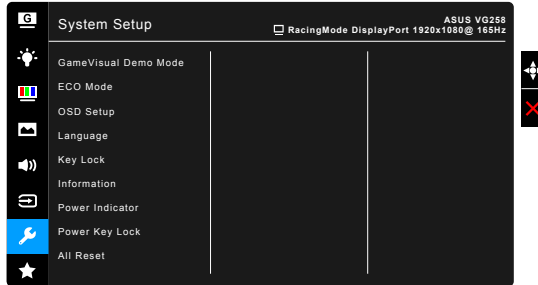 G
System Setup
ASUS VG258
RacingMode DisplayPort 1920x1080@ 165Hz
GameVisual Demo Mode
ECO Mode
OSD Setup
Language
Key Lock
Information
Power Indicator
Power Key Lock
All Reset